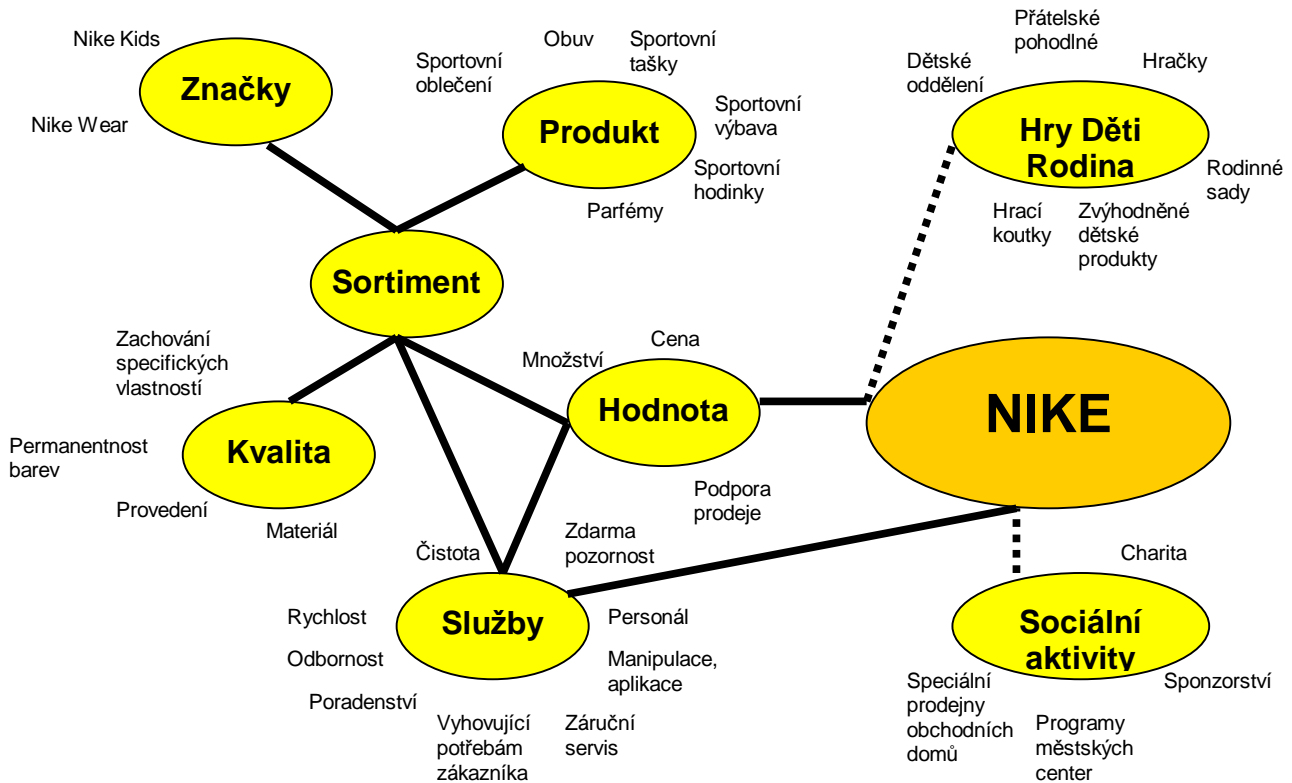 Nike Kids
Značky
Nike Wear
Sportovní
oblečení
Obuv
Sportovní
tašky
Produkt
Sportovní
výbava
Sportovní
hodinky
Parfémy
Přátelské
pohodlné
Dětské
oddělení
Hračky
Hry Děti
Rodina
Rodinné
sady
Hrací
koutky
Zvýhodněné
dětské
produkty
Sortiment
Zachování
specifických
vlastností
Kvalita
Permanentnost
barev
Provedení
Materiál
Množství
Cena
Hodnota
Podpora
prodeje
NIKE
Čistota
Zdarma
pozornost
Rychlost
Služby
Personál
Odbornost
Manipulace,
aplikace
Poradenství
Vyhovující
potřebám
zákazníka
Záruční
servis
Charita
Sociální
aktivity
Sponzorství
Speciální
prodejny
obchodních
domů
Programy
městských
center